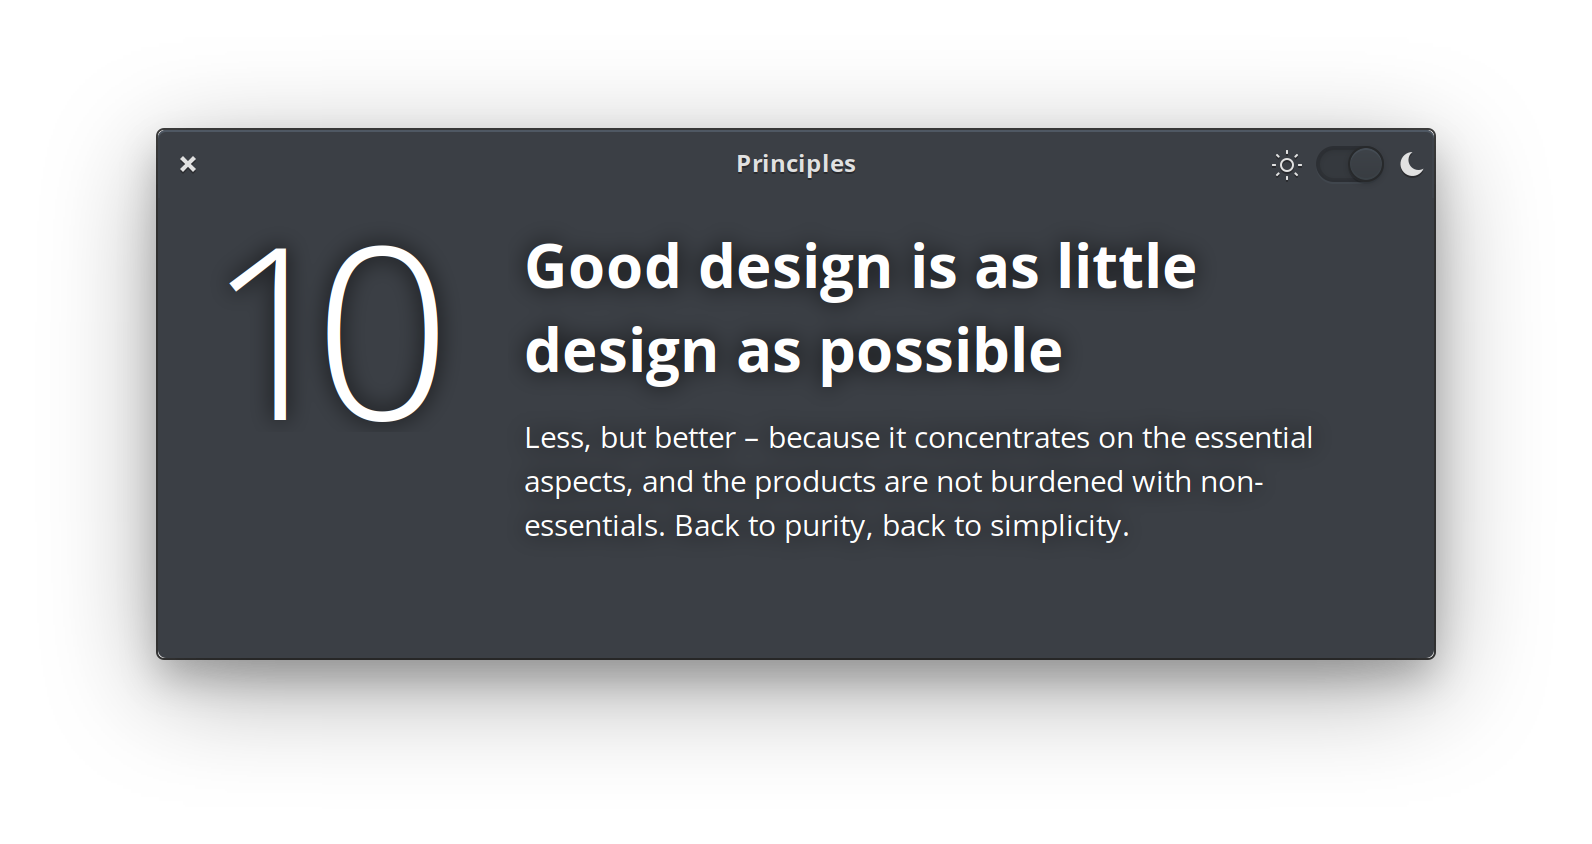 Principles
10
Good design is as little
design as possible
Less, but better – because it concentrates on the essential
aspects, and the products are not burdened with non-
essentials. Back to purity, back to simplicity.